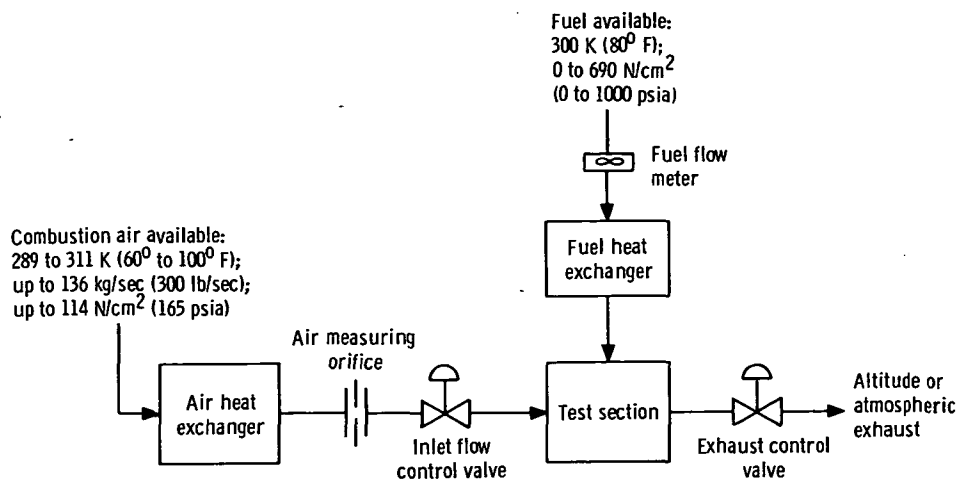 Fuel available:
300 K (80⁰ F);
0 to 690 N/cm²
(0 to 1000 psia)
Fuel flow
meter
Fuel heat
exchanger
Combustion air available:
289 to 311 K (60⁰ to 100⁰ F);
up to 136 kg/sec (300 lb/sec);
up to 114 N/cm² (165 psia)
Air measuring
orifice
Air heat
exchanger
Inlet flow
control valve
Test section
Exhaust control
valve
Altitude or
atmospheric
exhaust